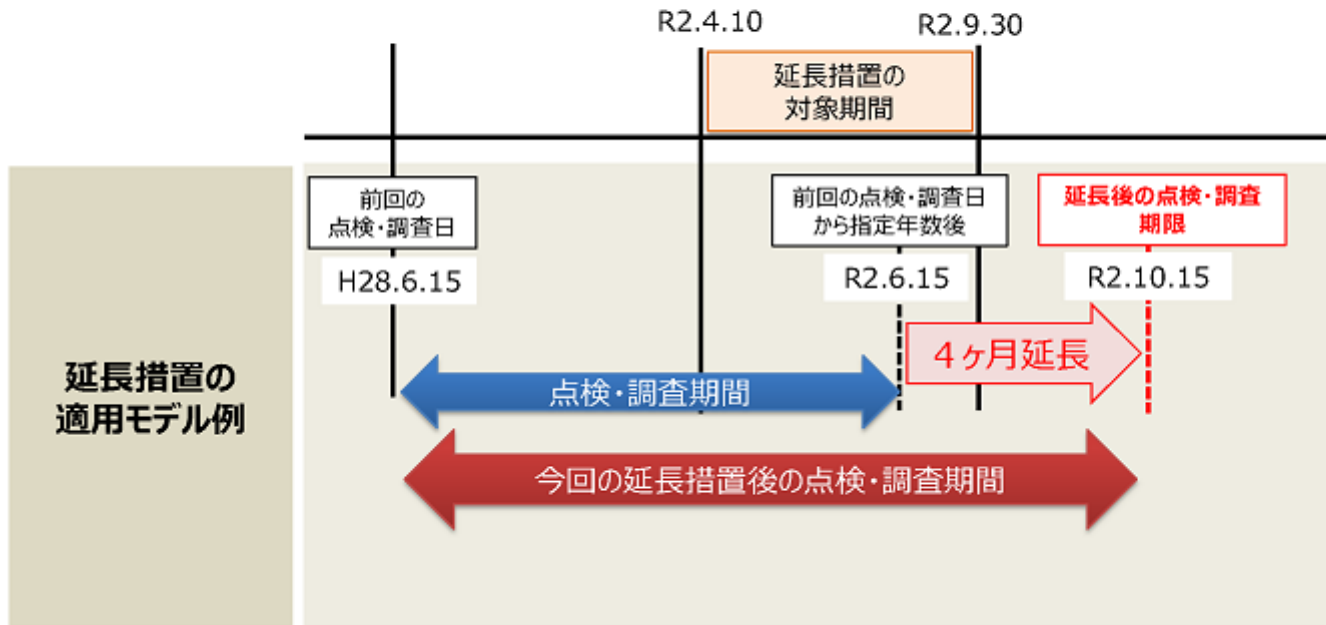 R2.4.10
R2.9.30
延長措置の
対象期間
前回の
点検・調査日
前回の点検・調査日
から指定年数後
延長後の点検・調査
期限
H28.6.15
R2.6.15
R2.10.15
４ヶ月延長
点検・調査期間
延長措置の
適用モデル例
今回の延長措置後の点検・調査期間